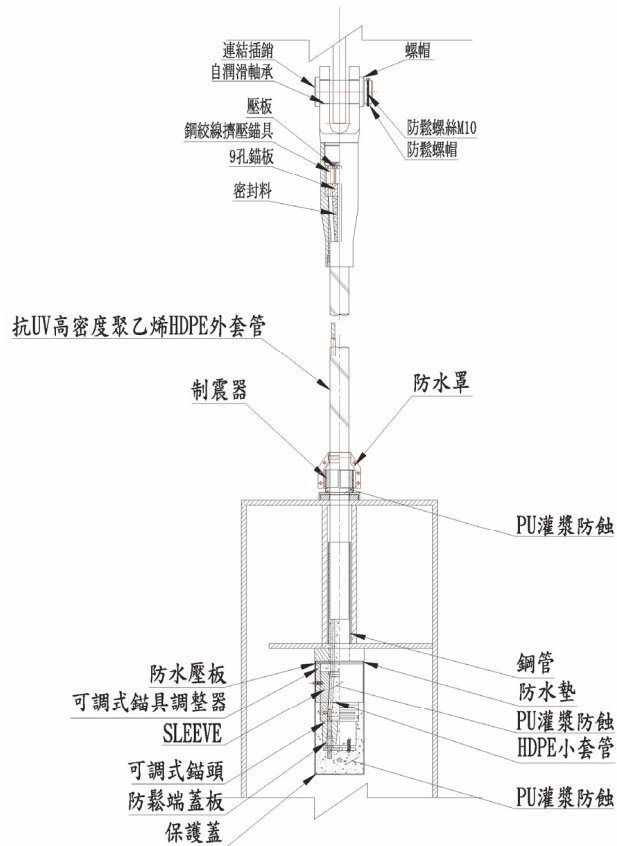 連結插銷
螺帽
自潤滑軸承
壓板
防鬆螺絲M10
鋼絞線擠壓錨具
防鬆螺帽
9孔錨板
密封料
抗UV高密度聚乙烯HDPE外套管
制震器
防水罩
PU灌漿防蝕
防水壓板
鋼管
可調式錨具調整器
防水墊
SLEEVE
PU灌漿防蝕
HDPE小套管
可調式錨頭
防鬆端蓋板
PU灌漿防蝕
保護蓋